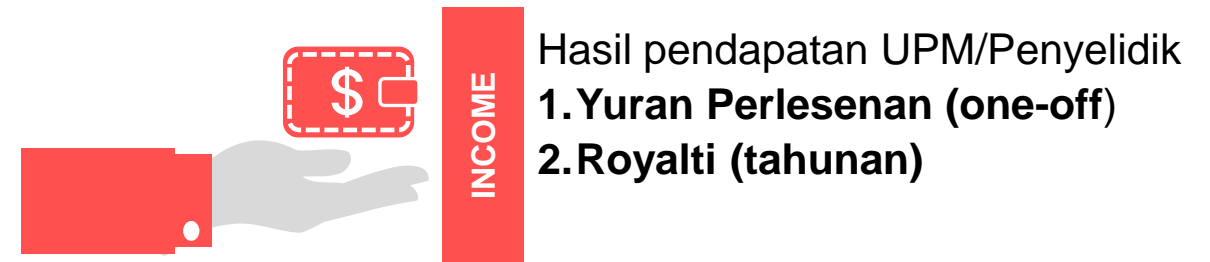 $
INCOME
Hasil pendapatan UPM/Penyelidik
1.Yuran Perlesenan (one-off)
2.Royalti (tahunan)